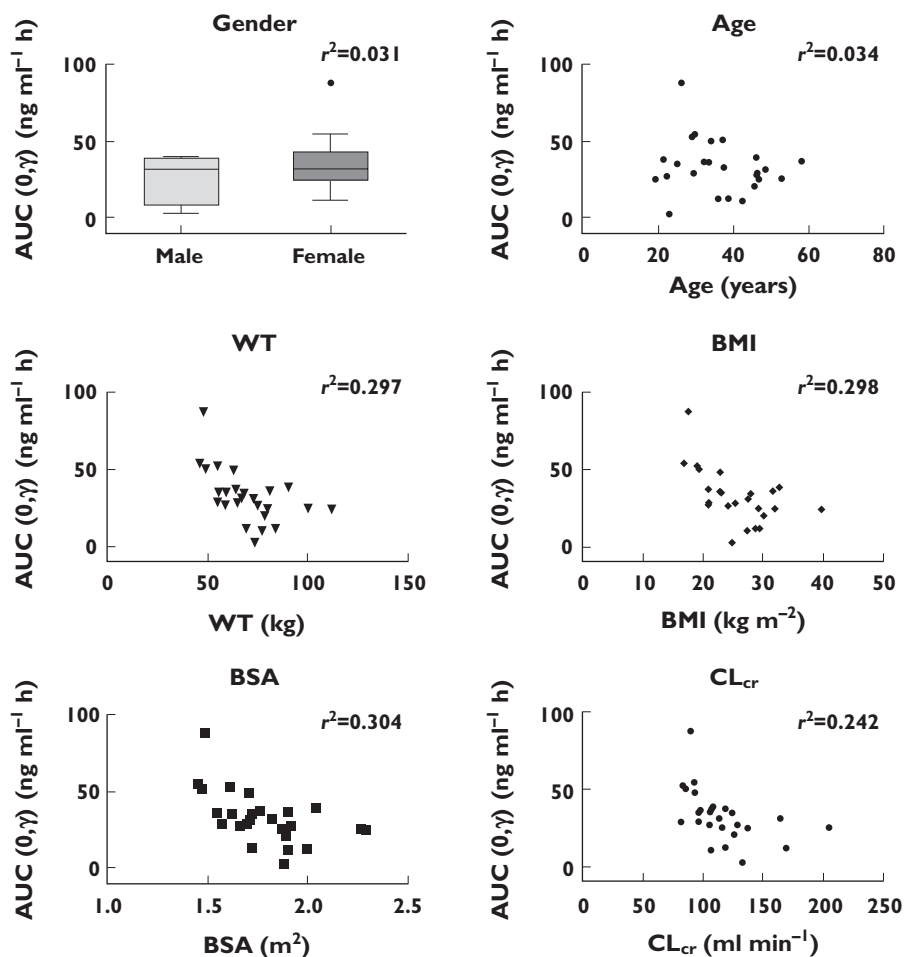 Gender
r²=0.031
AUC (0,γ) (ng ml⁻¹ h)
100
50
0
Male
Female
Age
r²=0.034
AUC (0,γ) (ng ml⁻¹ h)
100
50
0
0 20 40 60 80
Age (years)
WT
r²=0.297
AUC (0,γ) (ng ml⁻¹ h)
100
50
0
0 50 100 150
WT (kg)
BMI
r²=0.298
AUC (0,γ) (ng ml⁻¹ h)
100
50
0
0 10 20 30 40 50
BMI (kg m⁻²)
BSA
r²=0.304
AUC (0,γ) (ng ml⁻¹ h)
100
50
0
1.0 1.5 2.0 2.5
BSA (m²)
CLcr
r²=0.242
AUC (0,γ) (ng ml⁻¹ h)
100
50
0
0 50 100 150 200 250
CLcr (ml min⁻¹)